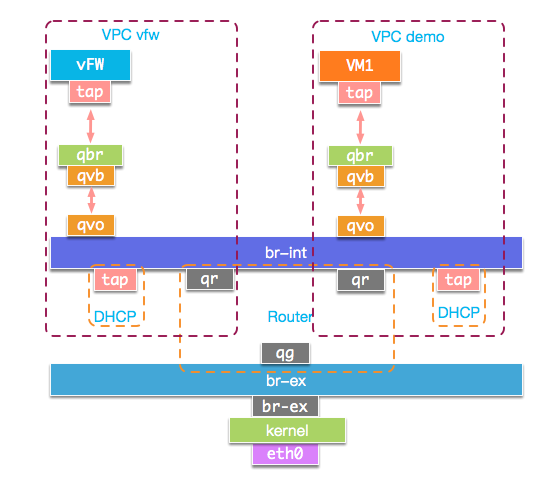 VPC vfw
VPC demo
vFW
VM1
tap
tap
qbr
qbr
qvb
qvb
qvo
qvo
br-int
tap
qr
qr
tap
DHCP
Router
DHCP
qg
br-ex
br-ex
kernel
eth0